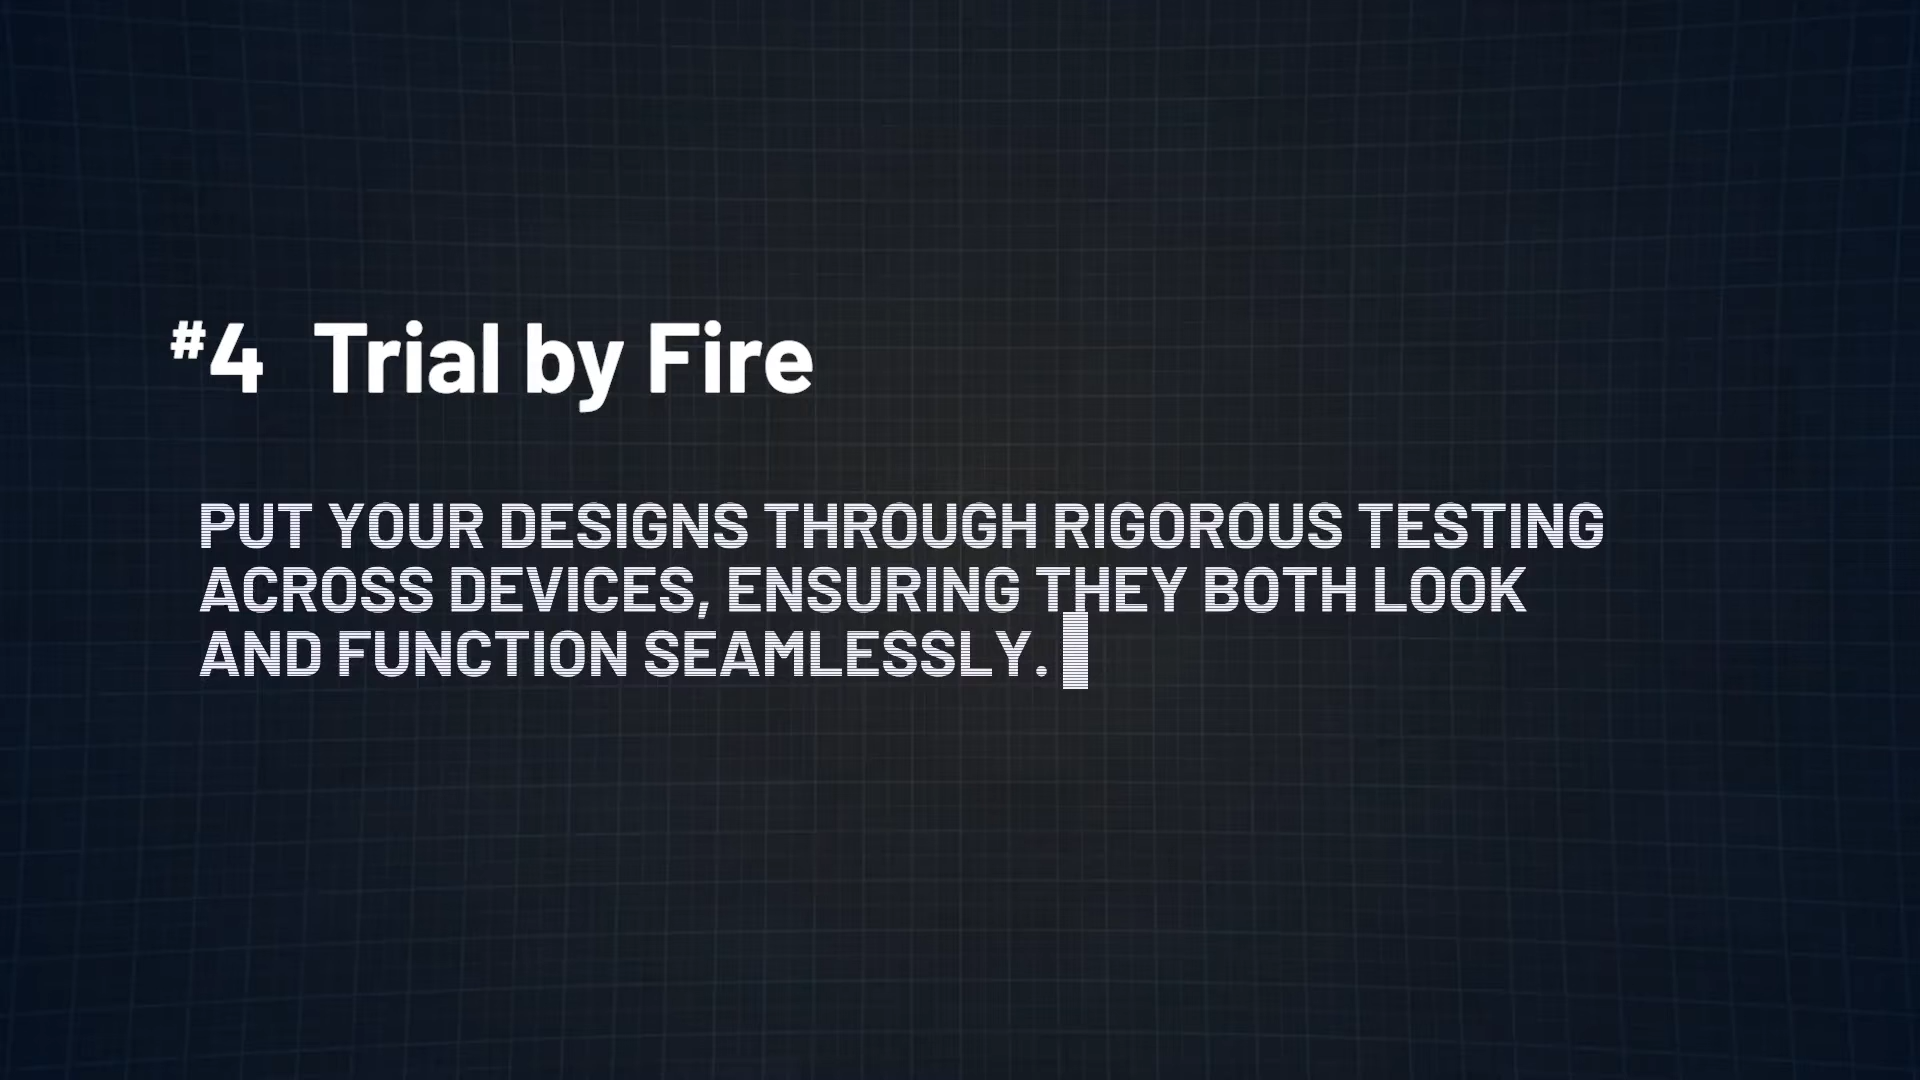 #4 Trial by Fire
PUT YOUR DESIGNS THROUGH RIGOROUS TESTING
ACROSS DEVICES, ENSURING THEY BOTH LOOK
AND FUNCTION SEAMLESSLY.